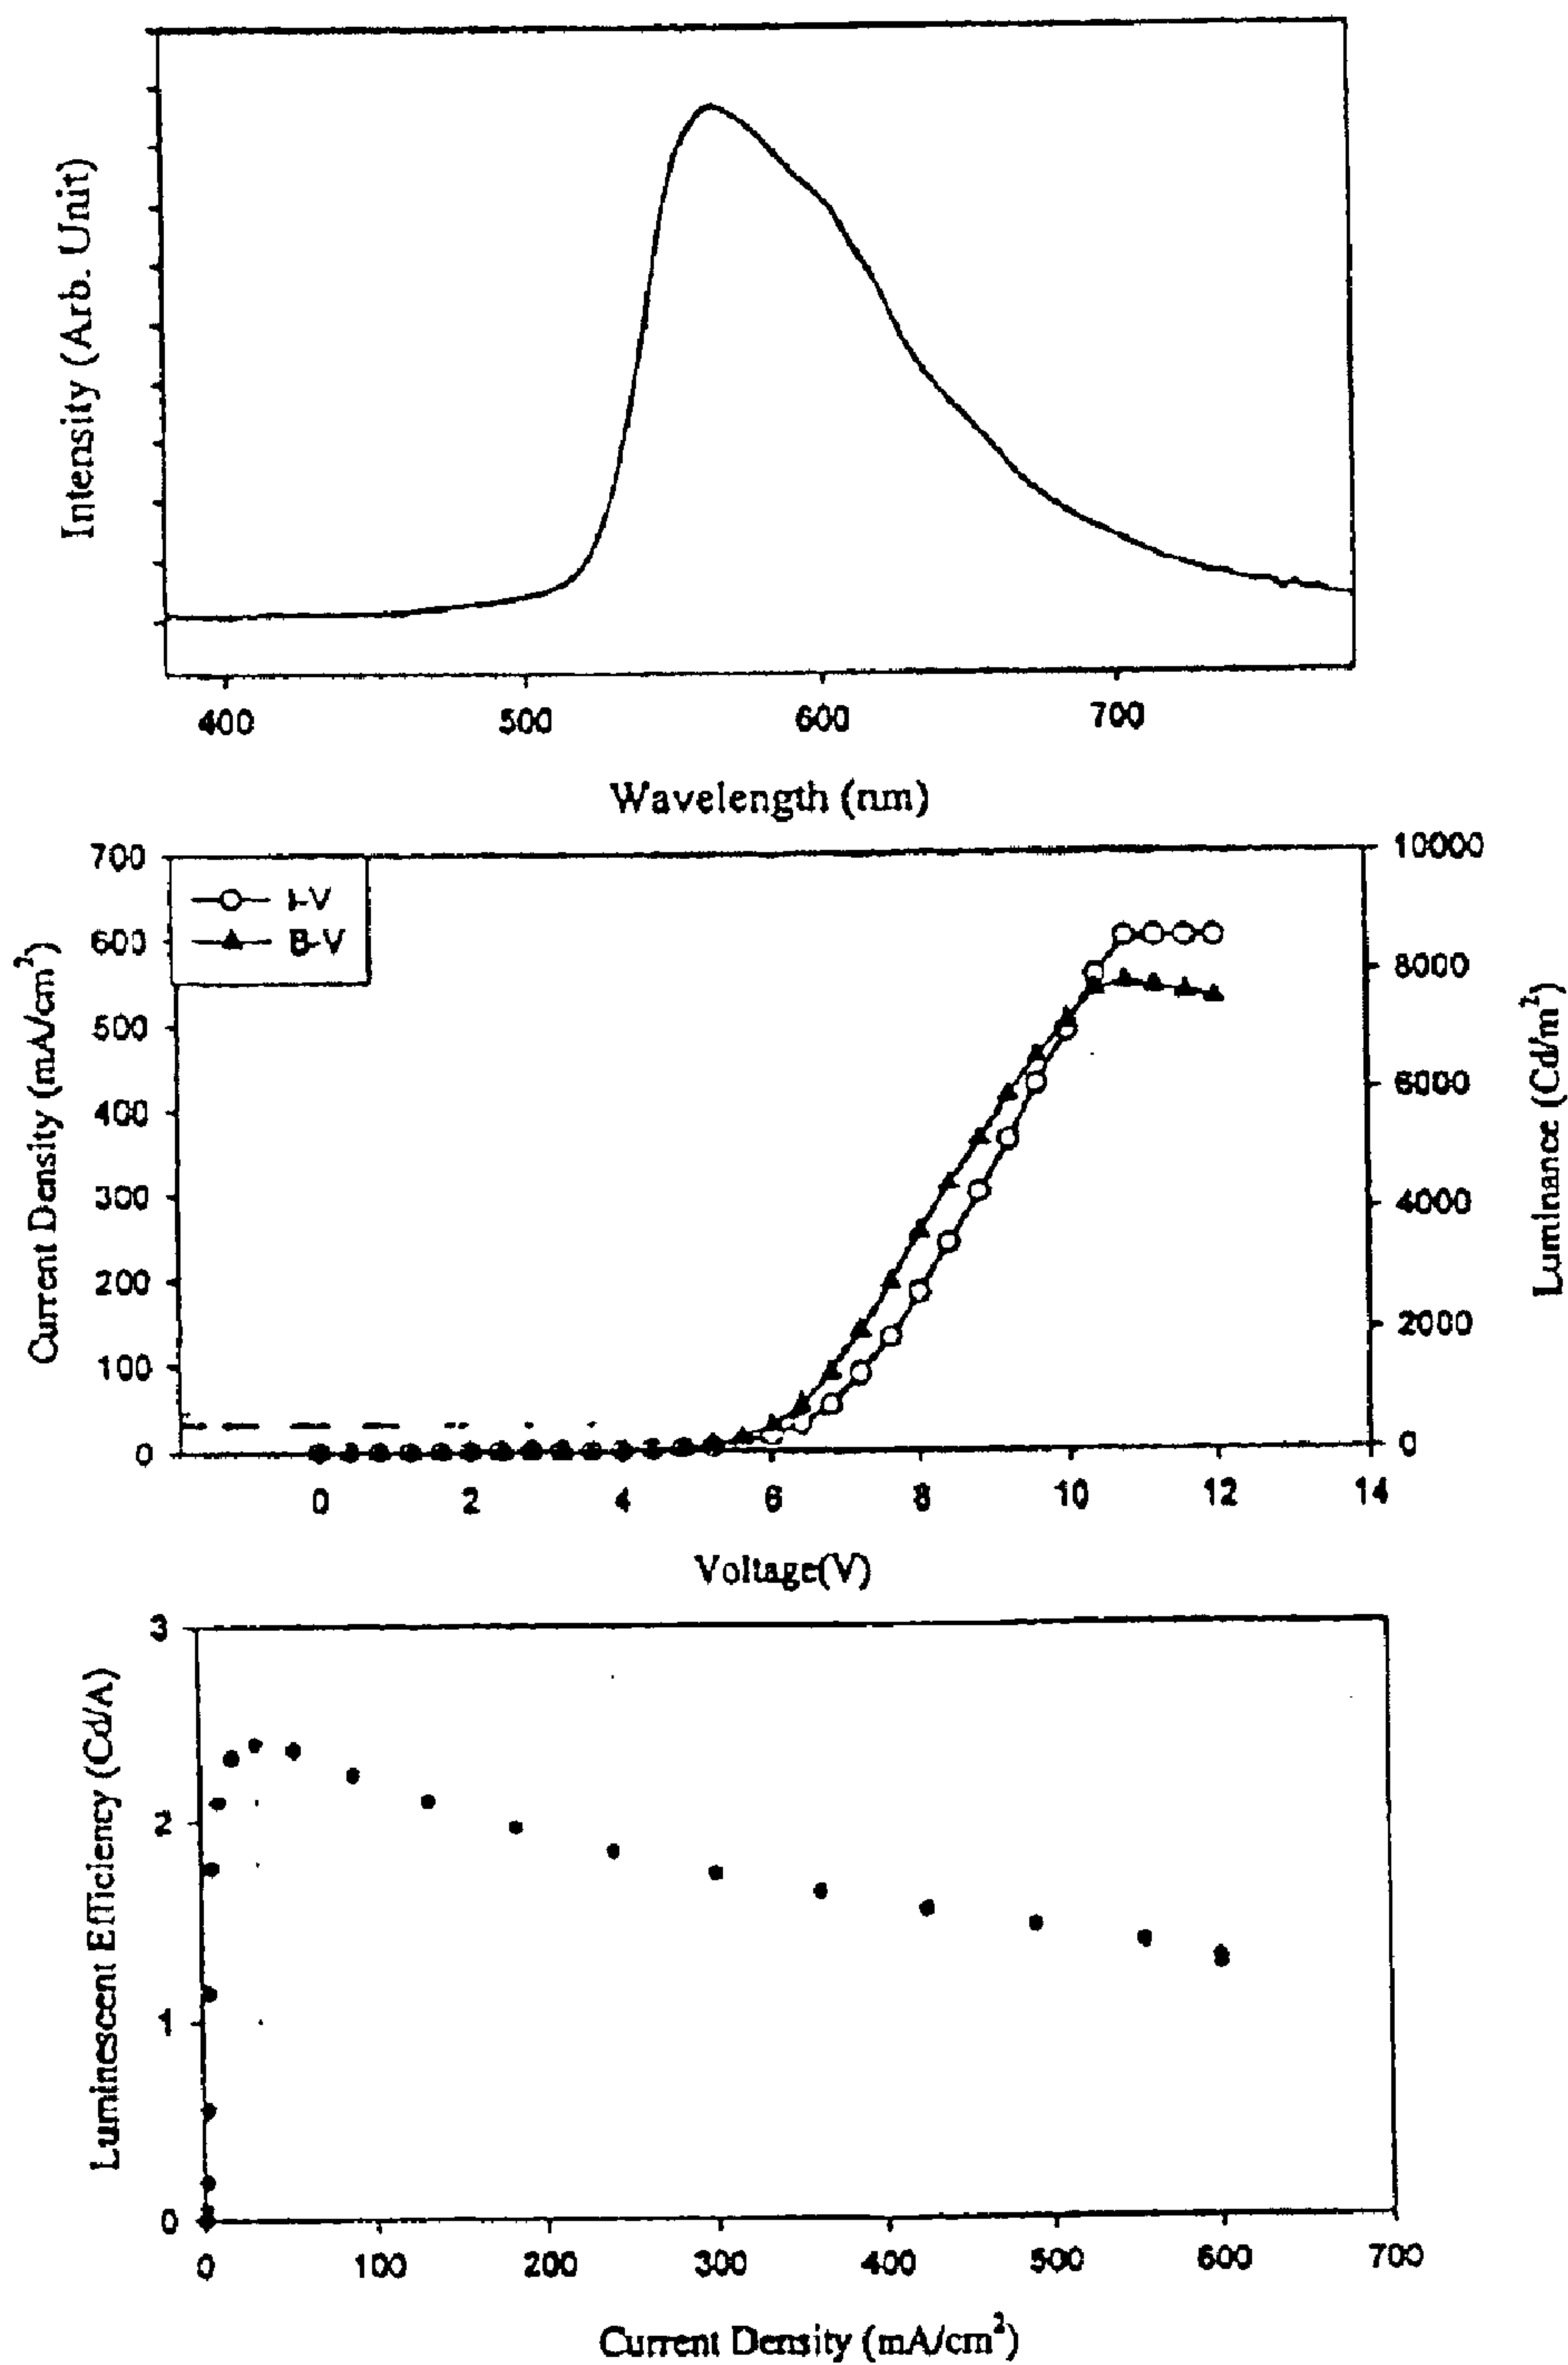 Intensity (Arb. Unit)
400 500 600 700
Wavelength (nm)
700
600
500
400
300
200
100
0
Current Density (mA/cm²)
I-V
B-V
10000
8000
6000
4000
2000
0
Luminance (Cd/m²)
0 2 4 6 8 10 12 14
Voltage(V)
3
2
1
0
Luminescent Efficiency (Cd/A)
0 100 200 300 400 500 600 700
Current Density (mA/cm²)